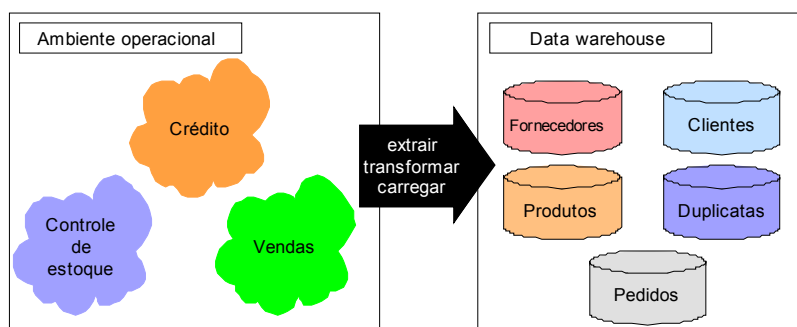 Ambiente operacional
Data warehouse
Crédito
Controle
de
estoque
Vendas
extrair
transformar
carregar
Fornecedores
Clientes
Produtos
Duplicatas
Pedidos